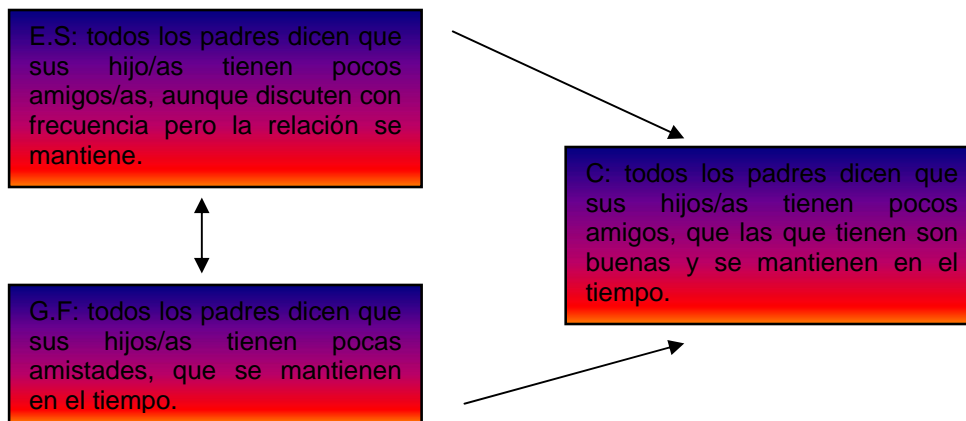 E.S: todos los padres dicen que
sus hijo/as tienen pocos
amigos/as, aunque discuten con
frecuencia pero la relación se
mantiene.
C: todos los padres dicen que
sus hijos/as tienen pocos
amigos, que las que tienen son
buenas y se mantienen en el
tiempo.
G.F: todos los padres dicen que
sus hijos/as tienen pocas
amistades, que se mantienen
en el tiempo.